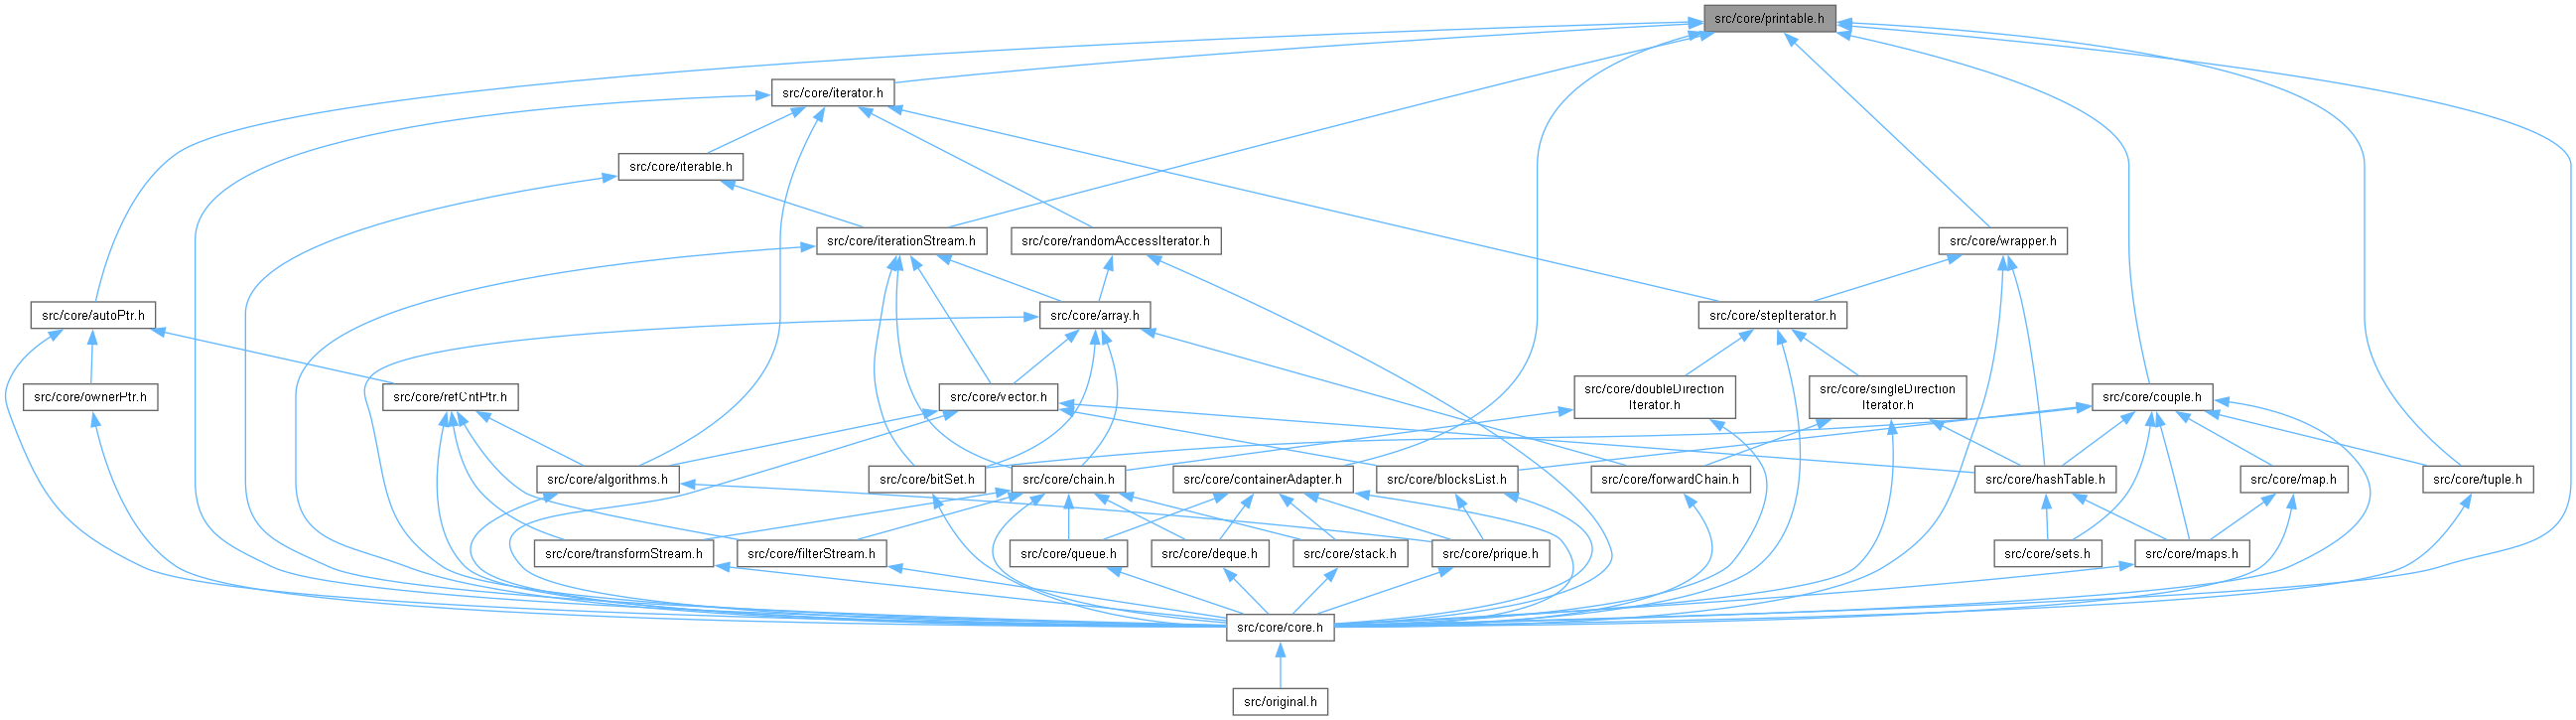 src/core/printable.h
src/core/iterator.h
src/core/iterable.h
src/core/iterationStream.h
src/core/randomAccessIterator.h
src/core/wrapper.h
src/core/autoPtr.h
src/core/array.h
src/core/stepIterator.h
src/core/ownerPtr.h
src/core/refCntPtr.h
src/core/vector.h
src/core/doubleDirection
Iterator.h
src/core/singleDirection
Iterator.h
src/core/couple.h
src/core/algorithms.h
src/core/bitSet.h
src/core/chain.h
src/core/containerAdapter.h
src/core/blocksList.h
src/core/forwardChain.h
src/core/hashTable.h
src/core/map.h
src/core/tuple.h
src/core/transformStream.h
src/core/filterStream.h
src/core/queue.h
src/core/deque.h
src/core/stack.h
src/core/prique.h
src/core/sets.h
src/core/maps.h
src/core/core.h
src/original.h